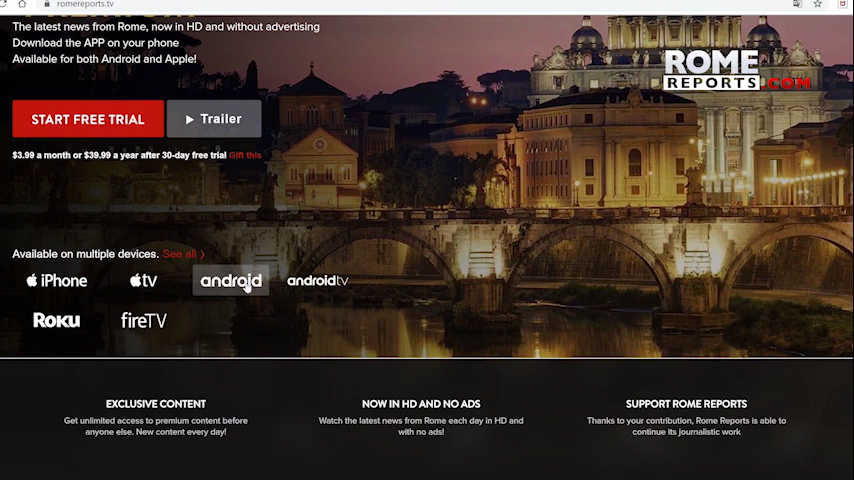 romereports.tv
The latest news from Rome, now in HD and without advertising
Download the APP on your phone
Available for both Android and Apple!
ROME
REPORTS.COM
START FREE TRIAL
Trailer
$3.99 a month or $39.99 a year after 30-day free trial Gift this
Available on multiple devices. See all
iPhone
tv
android
androidtv
Roku
fireTV
EXCLUSIVE CONTENT
Get unlimited access to premium content before
anyone else. New content every day!
NOW IN HD AND NO ADS
Watch the latest news from Rome each day in HD and
with no ads!
SUPPORT ROME REPORTS
Thanks to your contribution, Rome Reports is able to
continue its journalistic work